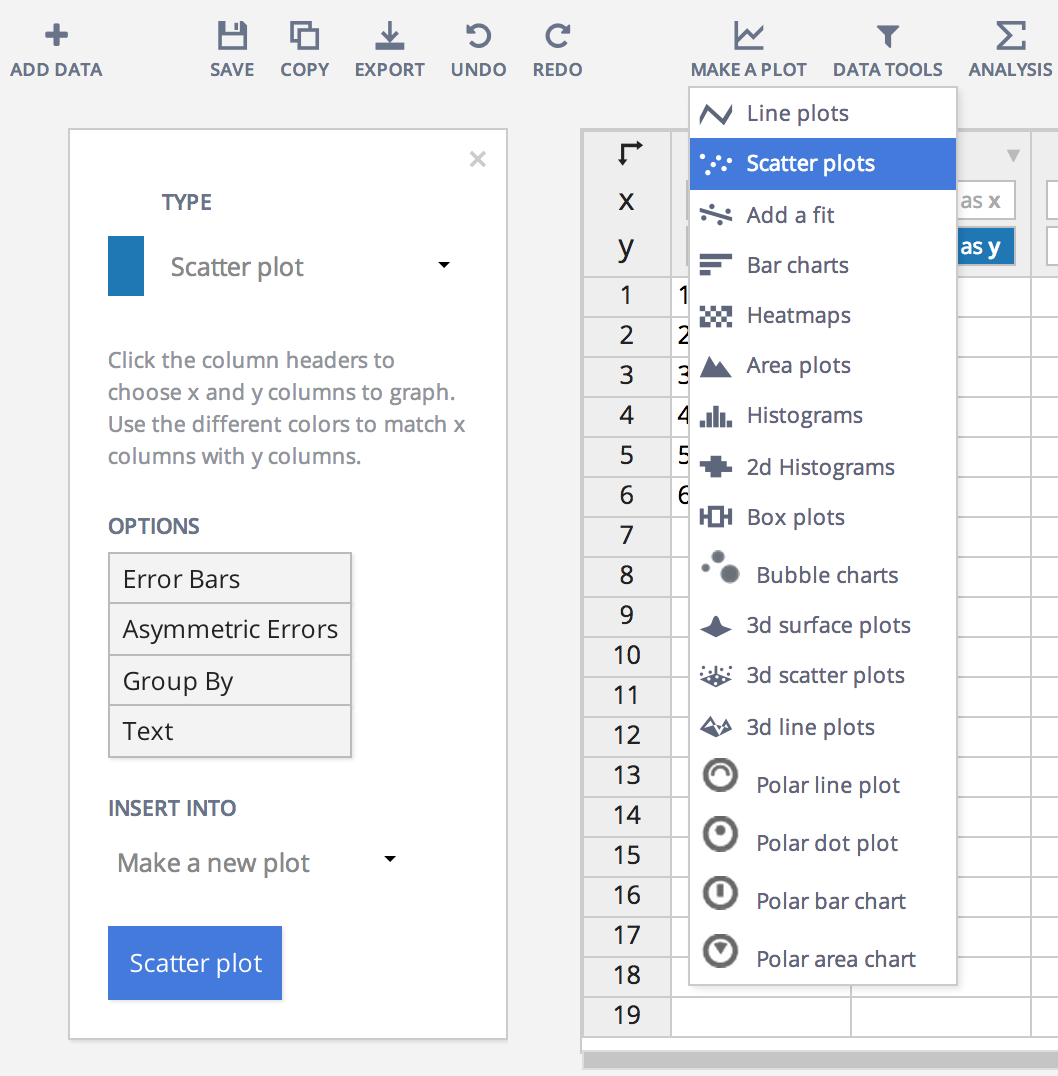 ADD DATA
SAVE
COPY
EXPORT
UNDO
REDO
MAKE A PLOT
DATA TOOLS
ANALYSIS
TYPE
Scatter plot
Click the column headers to
choose x and y columns to graph.
Use the different colors to match x
columns with y columns.
OPTIONS
Error Bars
Asymmetric Errors
Group By
Text
INSERT INTO
Make a new plot
Scatter plot
Line plots
Scatter plots
Add a fit
Bar charts
Heatmaps
Area plots
Histograms
2d Histograms
Box plots
Bubble charts
3d surface plots
3d scatter plots
3d line plots
Polar line plot
Polar dot plot
Polar bar chart
Polar area chart
x
as x
y
as y
1 1
2 2
3 3
4 4
5 5
6 6
7
8
9
10
11
12
13
14
15
16
17
18
19